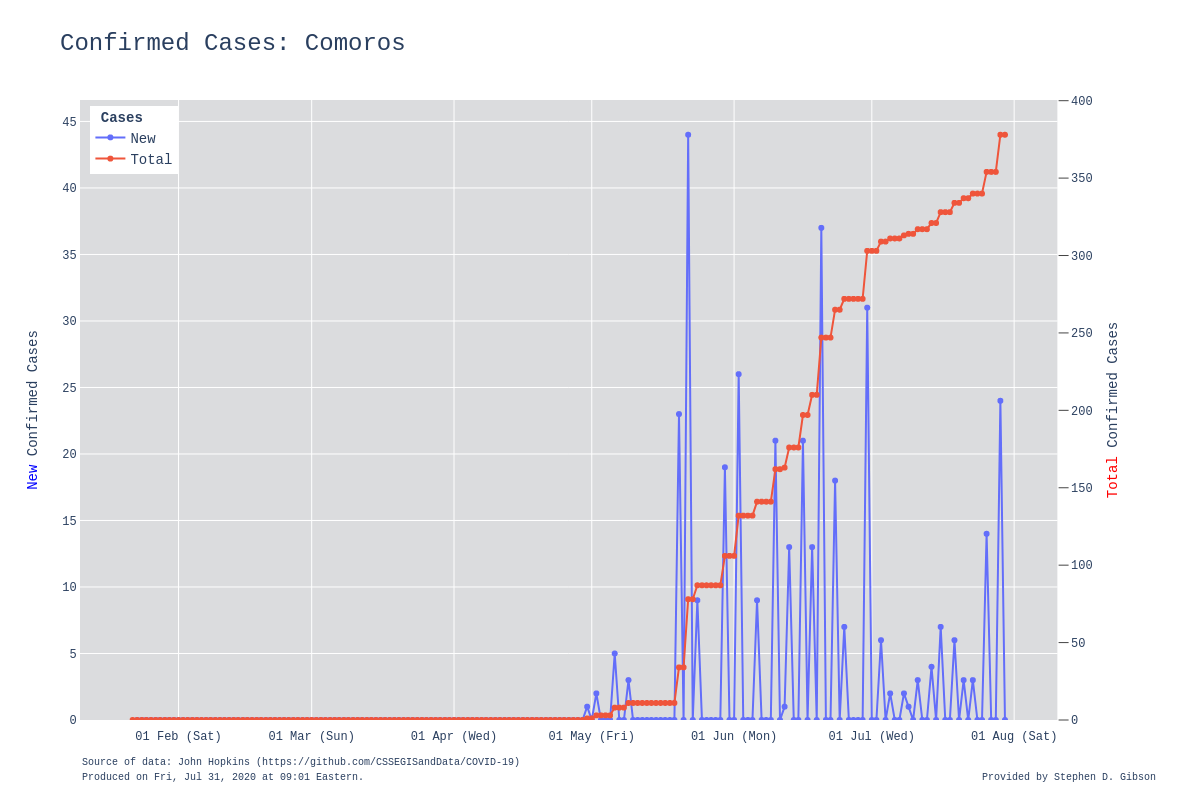 Confirmed Cases: Comoros
Cases
New
Total
45
40
35
30
25
20
15
10
5
0
New Confirmed Cases
400
350
300
250
200
150
100
50
0
Total Confirmed Cases
01 Feb (Sat)
01 Mar (Sun)
01 Apr (Wed)
01 May (Fri)
01 Jun (Mon)
01 Jul (Wed)
01 Aug (Sat)
Source of data: John Hopkins (https://github.com/CSSEGISandData/COVID-19)
Produced on Fri, Jul 31, 2020 at 09:01 Eastern.
Provided by Stephen D. Gibson